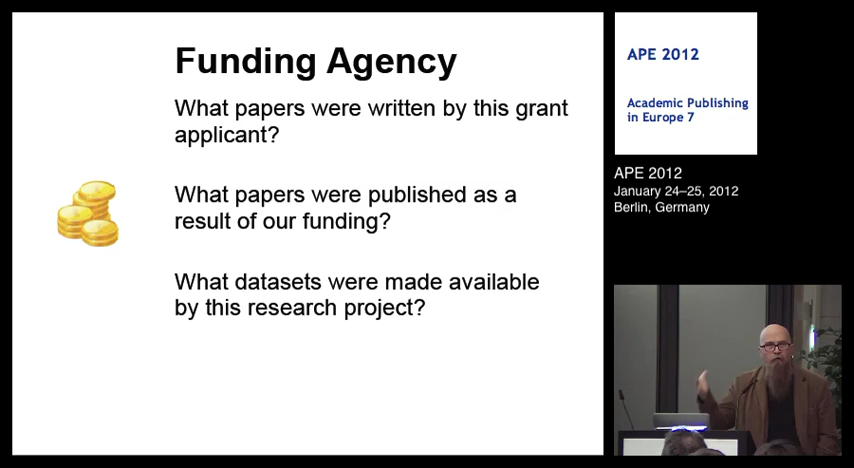 Funding Agency
What papers were written by this grant
applicant?
What papers were published as a
result of our funding?
What datasets were made available
by this research project?
APE 2012
Academic Publishing
in Europe 7
APE 2012
January 24–25, 2012
Berlin, Germany